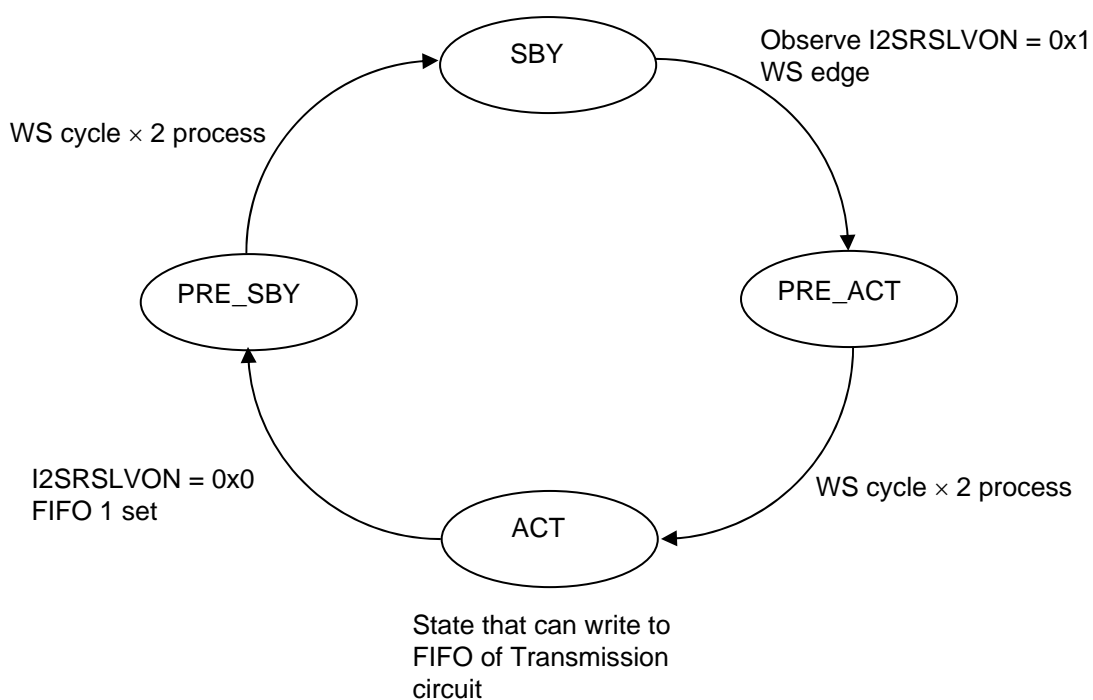 SBY
Observe I2SRSLVON = 0x1
WS edge
WS cycle × 2 process
PRE_SBY
PRE_ACT
I2SRSLVON = 0x0
FIFO 1 set
WS cycle × 2 process
ACT
State that can write to
FIFO of Transmission
circuit